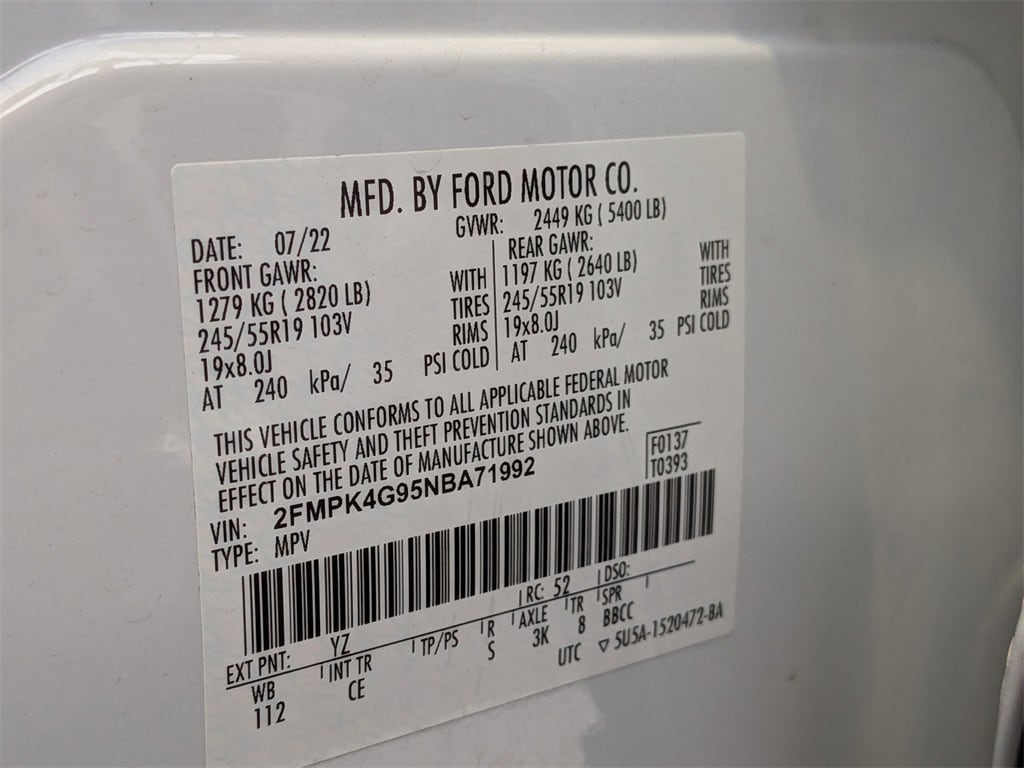 MFD. BY FORD MOTOR CO.
DATE: 07/22 GVWR: 2449 KG ( 5400 LB)
FRONT GAWR: REAR GAWR:
1279 KG ( 2820 LB) WITH 1197 KG ( 2640 LB) WITH
245/55R19 103V TIRES 245/55R19 103V TIRES
19x8.0J RIMS 19x8.0J RIMS
AT 240 kPa/ 35 PSI COLD AT 240 kPa/ 35 PSI COLD
THIS VEHICLE CONFORMS TO ALL APPLICABLE FEDERAL MOTOR
VEHICLE SAFETY AND THEFT PREVENTION STANDARDS IN
EFFECT ON THE DATE OF MANUFACTURE SHOWN ABOVE.
F0137
T0393
VIN: 2FMPK4G95NBA71992
TYPE: MPV
EXT PNT: YZ RC: 52 DSO:
WB INT TR TP/PS R AXLE TR SPR
112 CE S 3K 8 BBCC
UTC ▽ 5U5A-1520472-BA